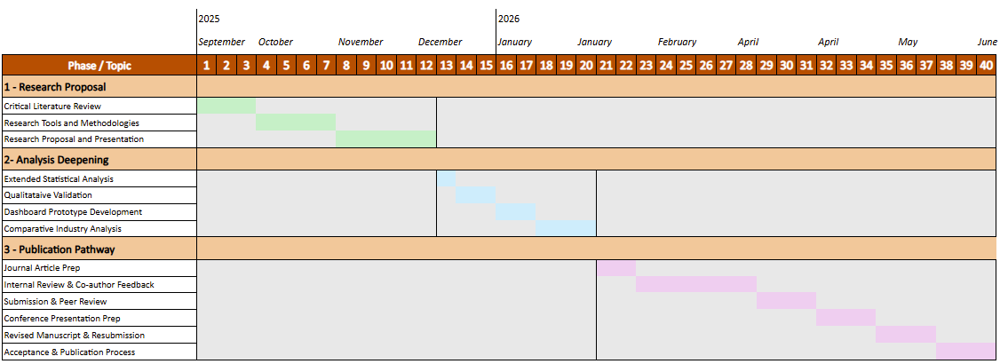 2025 2026
September October November December January January February April April May June
Phase / Topic 1 2 3 4 5 6 7 8 9 10 11 12 13 14 15 16 17 18 19 20 21 22 23 24 25 26 27 28 29 30 31 32 33 34 35 36 37 38 39 40
1 - Research Proposal
Critical Literature Review
Research Tools and Methodologies
Research Proposal and Presentation
2- Analysis Deepening
Extended Statistical Analysis
Qualitataive Validation
Dashboard Prototype Development
Comparative Industry Analysis
3 - Publication Pathway
Journal Article Prep
Internal Review & Co-author Feedback
Submission & Peer Review
Conference Presentation Prep
Revised Manuscript & Resubmission
Acceptance & Publication Process